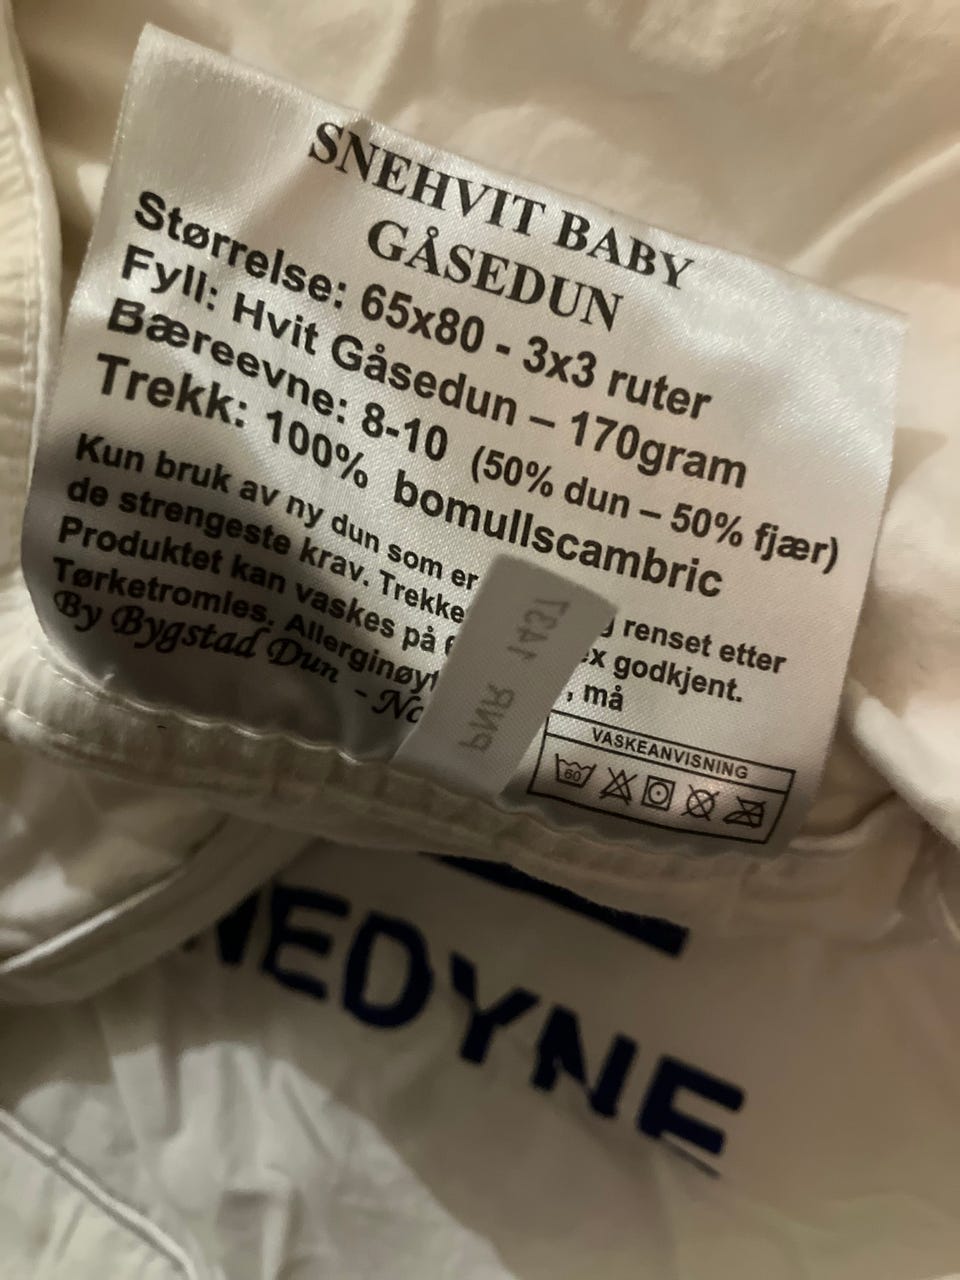 SNEHVIT BABY
GÅSEDUN
Størrelse: 65x80 - 3x3 ruter
Fyll: Hvit Gåsedun – 170gram
Bæreevne: 8-10 (50% dun – 50% fjær)
Trekk: 100% bomullscambric
Kun bruk av ny dun som er renset etter
de strengeste krav. godkjent.
Produktet kan vaskes på , må
Tørketromles.
By Bygstad Dun -
VASKEANVISNING
60
PNR 1437
NEDYNE